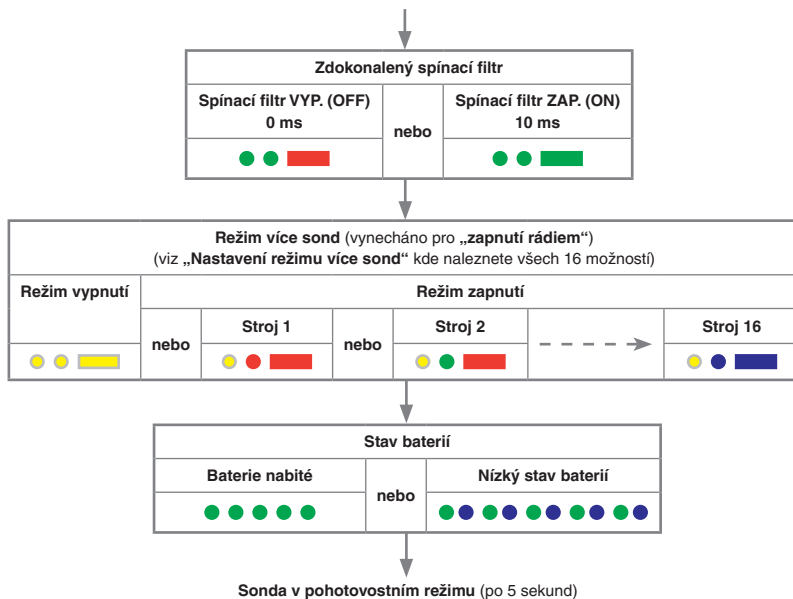 Zdokonalený spínací filtr
Spínací filtr VYP. (OFF)
0 ms
nebo
Spínací filtr ZAP. (ON)
10 ms
Režim více sond (vynecháno pro „zapnutí rádiem“)
(viz „Nastavení režimu více sond“ kde naleznete všech 16 možností)
Režim vypnutí
Režim zapnutí
nebo
Stroj 1
nebo
Stroj 2
Stroj 16
Stav baterií
Baterie nabité
nebo
Nízký stav baterií
Sonda v pohotovostním režimu (po 5 sekund)